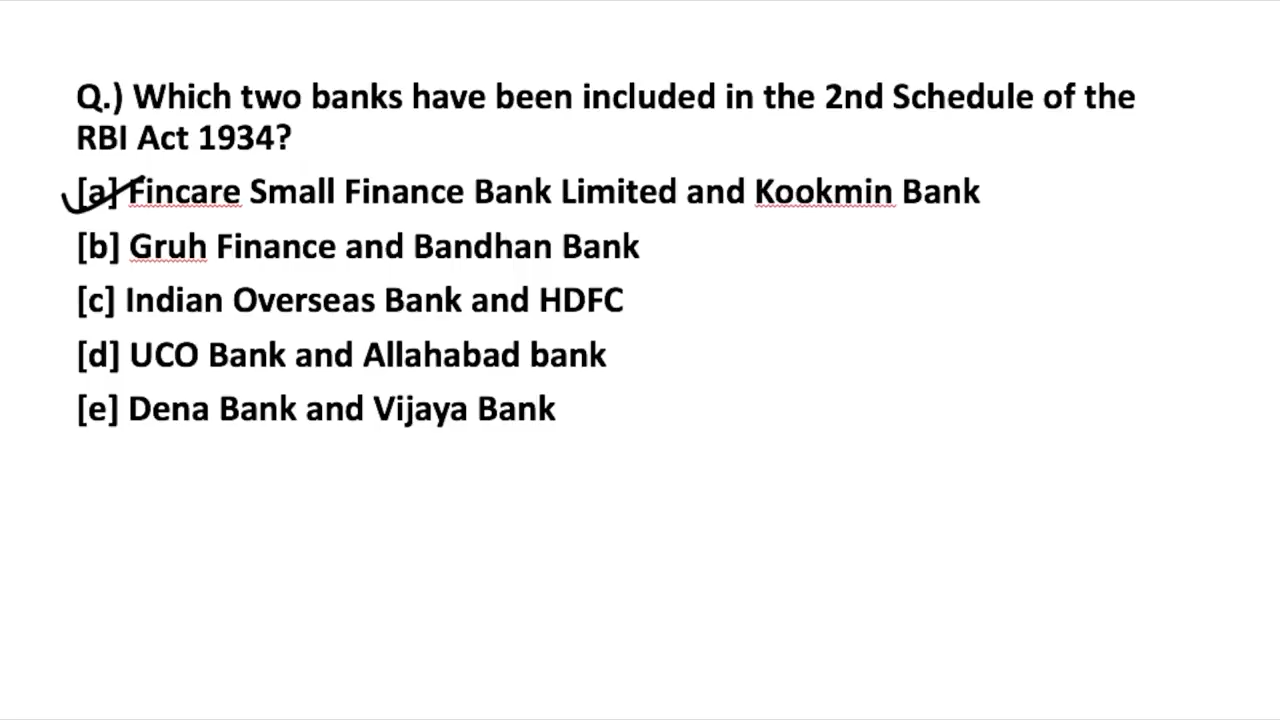 Q.) Which two banks have been included in the 2nd Schedule of the
RBI Act 1934?
[a] Fincare Small Finance Bank Limited and Kookmin Bank
[b] Gruh Finance and Bandhan Bank
[c] Indian Overseas Bank and HDFC
[d] UCO Bank and Allahabad bank
[e] Dena Bank and Vijaya Bank